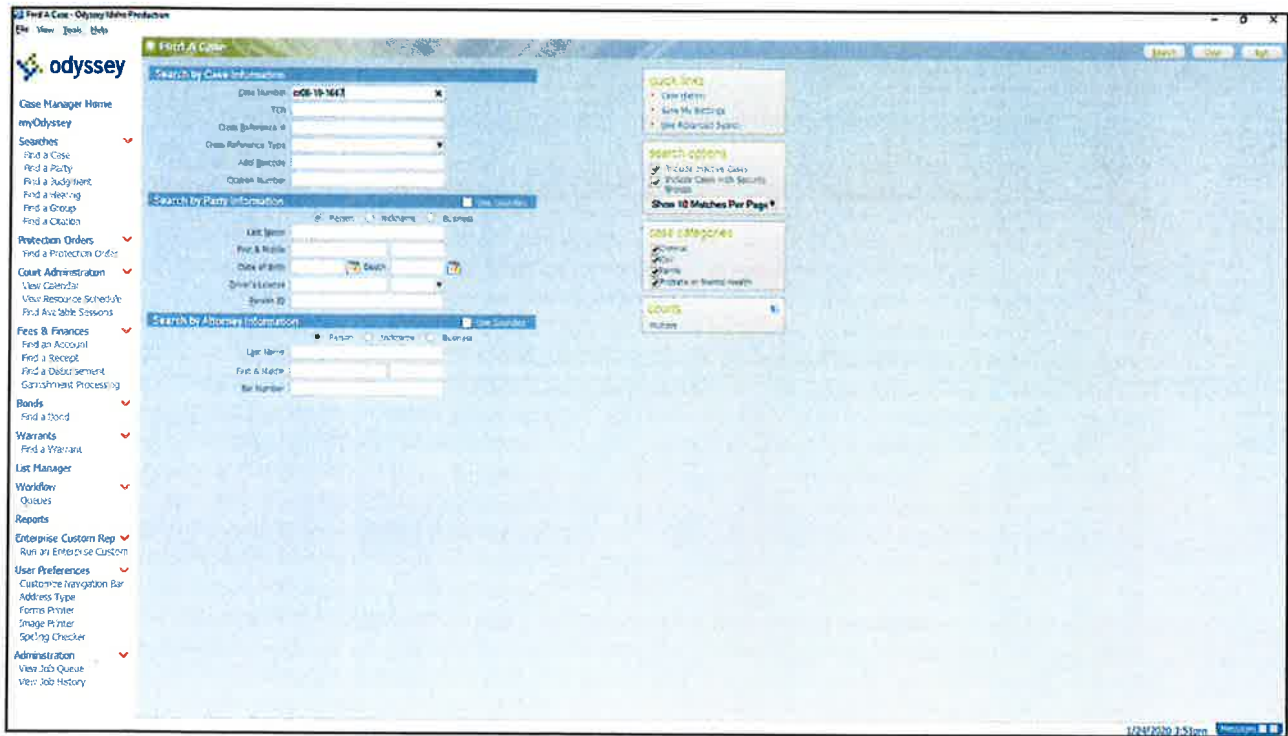 Find A Case - Odyssey Idaho Production
File View Tools Help
odyssey
Case Manager Home
myOdyssey
Searches
Find a Case
Find a Party
Find a Judgment
Find a Hearing
Find a Group
Find a Citation
Protection Orders
Find a Protection Order
Court Administration
View Calendar
View Resource Schedule
Find Available Sessions
Fees & Finances
Find an Account
Find a Receipt
Find a Disbursement
Garnishment Processing
Bonds
Find a Bond
Warrants
Find a Warrant
List Manager
Workflow
Queues
Reports
Enterprise Custom Rep
Run an Enterprise Custom
User Preferences
Customize Navigation Bar
Address Type
Forms Printer
Image Printer
Spelling Checker
Administration
View Job Queue
View Job History
Find A Case
Search Clear
Search by Case Information
Case Number
TCN
Cross Reference #
Cross Reference Type
Add Barcode
Citation Number
Search by Party Information Use Soundex
Person Nickname Business
Last Name
First & Middle
Date of Birth Death
Driver's License
Person ID
Search by Attorney Information Use Soundex
Person Nickname Business
Last Name
First & Middle
Bar Number
quick links
Save My Settings
Use Advanced Search
search options
Include Inactive Cases
Include Cases with Security
Show 10 Matches Per Page
case categories
Criminal
Civil
Family
Probate or Mental Health
courts
Multiple
1/24/2020 3:51pm Messages